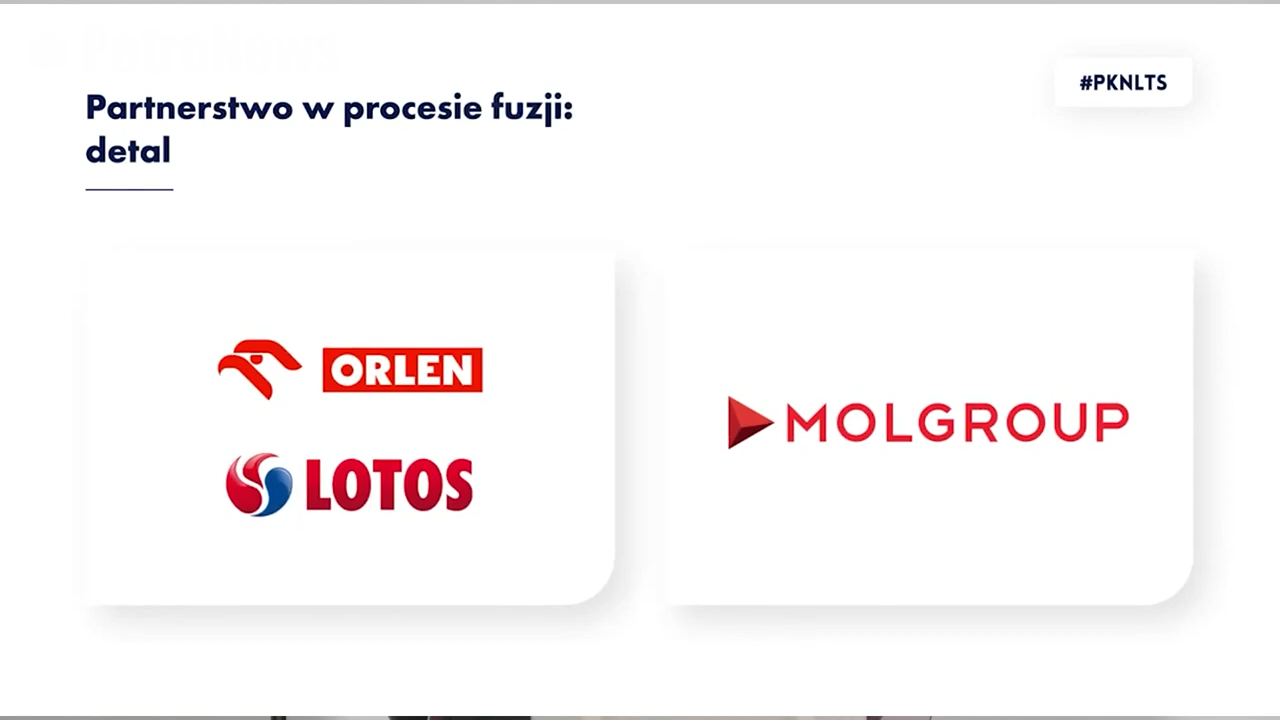 Partnerstwo w procesie fuzji:
detal
#PKNLTS
ORLEN
LOTOS
MOLGROUP